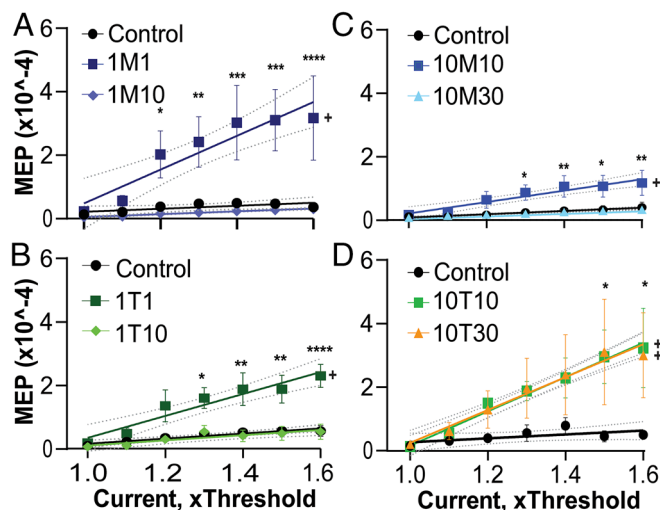 A
Control
1M1
1M10
MEP (x10^-4)
6
4
2
0
*
**
***
***
****
+
C
Control
10M10
10M30
6
4
2
0
*
**
*
**
+
B
Control
1T1
1T10
MEP (x10^-4)
6
4
2
0
*
**
**
****
+
1.0 1.2 1.4 1.6
Current, xThreshold
D
Control
10T10
10T30
6
4
2
0
*
*
+
+
1.0 1.2 1.4 1.6
Current, xThreshold